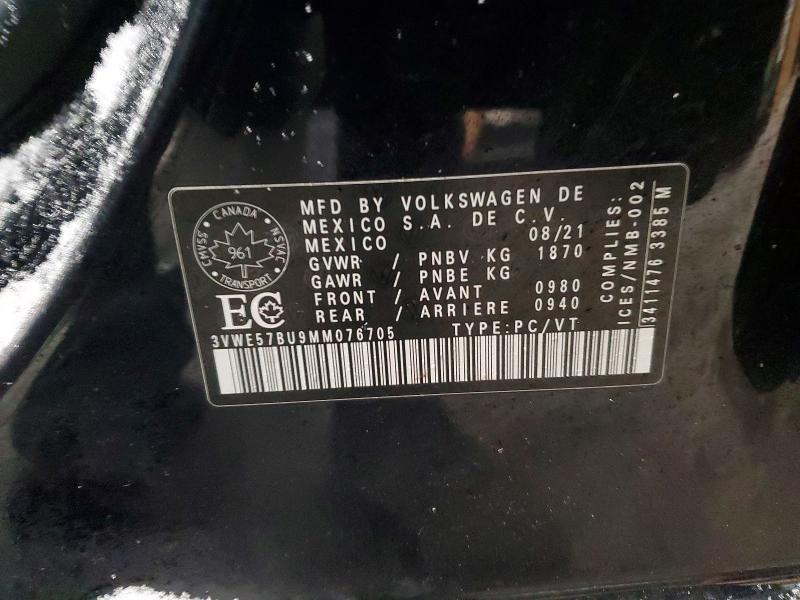 MFD BY VOLKSWAGEN DE
MEXICO S.A. DE C.V.
MEXICO 08/21
GVWR / PNBV KG 1870
GAWR / PNBE KG
FRONT / AVANT 0980
REAR / ARRIERE 0940
TYPE:PC/VT
CANADA
CMVSS
NSVAC
961
TRANSPORT
EC
3VWE57BU9MM076705
COMPLIES:
ICES/NMB-002
3411476 3385 M